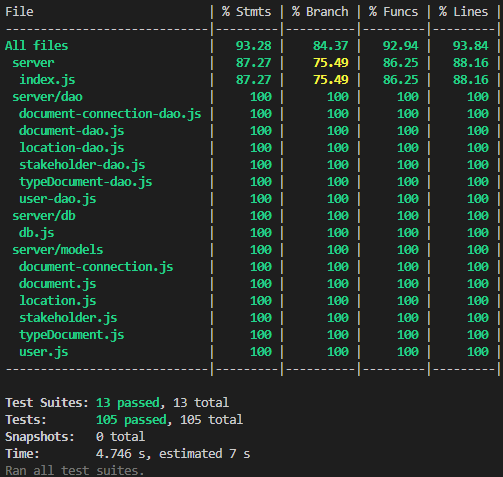 File | % Stmts | % Branch | % Funcs | % Lines |
-----------------------------|---------|----------|---------|---------|
All files | 93.28 | 84.37 | 92.94 | 93.84 |
server | 87.27 | 75.49 | 86.25 | 88.16 |
index.js | 87.27 | 75.49 | 86.25 | 88.16 |
server/dao | 100 | 100 | 100 | 100 |
document-connection-dao.js | 100 | 100 | 100 | 100 |
document-dao.js | 100 | 100 | 100 | 100 |
location-dao.js | 100 | 100 | 100 | 100 |
stakeholder-dao.js | 100 | 100 | 100 | 100 |
typeDocument-dao.js | 100 | 100 | 100 | 100 |
user-dao.js | 100 | 100 | 100 | 100 |
server/db | 100 | 100 | 100 | 100 |
db.js | 100 | 100 | 100 | 100 |
server/models | 100 | 100 | 100 | 100 |
document-connection.js | 100 | 100 | 100 | 100 |
document.js | 100 | 100 | 100 | 100 |
location.js | 100 | 100 | 100 | 100 |
stakeholder.js | 100 | 100 | 100 | 100 |
typeDocument.js | 100 | 100 | 100 | 100 |
user.js | 100 | 100 | 100 | 100 |
-----------------------------|---------|----------|---------|---------|
Test Suites: 13 passed, 13 total
Tests: 105 passed, 105 total
Snapshots: 0 total
Time: 4.746 s, estimated 7 s
Ran all test suites.